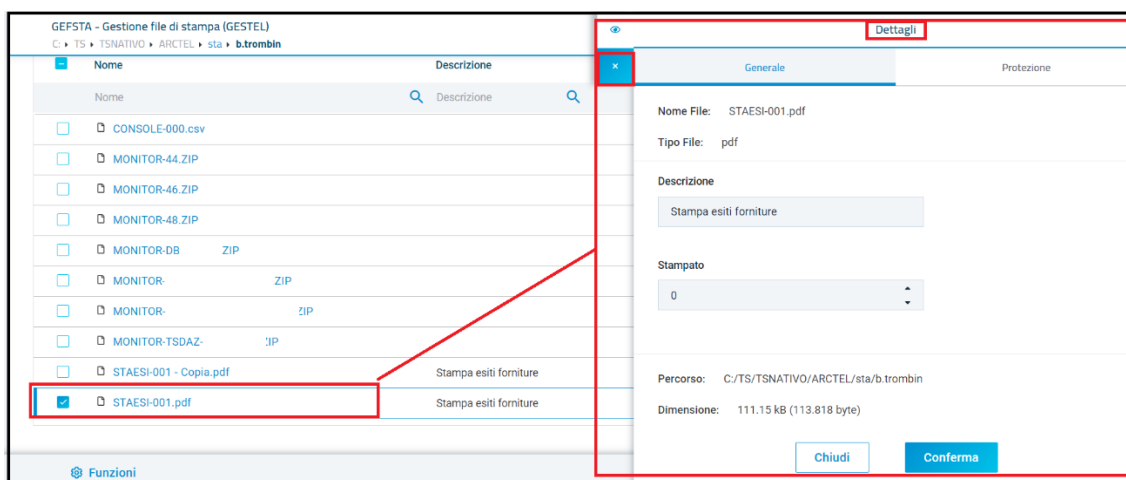 GEFSTA - Gestione file di stampa (GESTEL)
C: ▸ TS ▸ TSNATIVO ▸ ARCTEL ▸ sta ▸ b.trombin
Nome Descrizione
Nome Descrizione
CONSOLE-000.csv
MONITOR-44.ZIP
MONITOR-46.ZIP
MONITOR-48.ZIP
MONITOR-DB ZIP
MONITOR- ZIP
MONITOR- ZIP
MONITOR-TSDAZ- ZIP
STAESI-001 - Copia.pdf Stampa esiti forniture
STAESI-001.pdf Stampa esiti forniture
Funzioni
Dettagli
×
Generale Protezione
Nome File: STAESI-001.pdf
Tipo File: pdf
Descrizione
Stampa esiti forniture
Stampato
0
Percorso: C:/TS/TSNATIVO/ARCTEL/sta/b.trombin
Dimensione: 111.15 kB (113.818 byte)
Chiudi Conferma